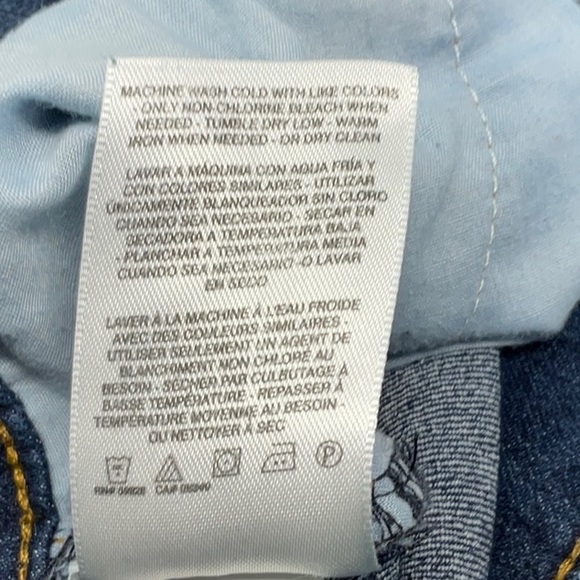 MACHINE WASH COLD WITH LIKE COLORS
- ONLY NON-CHLORINE BLEACH WHEN
NEEDED - TUMBLE DRY LOW - WARM
IRON WHEN NEEDED - OR DRY CLEAN
LAVAR A MÁQUINA CON AGUA FRÍA Y
CON COLORES SIMILARES - UTILIZAR
ÚNICAMENTE BLANQUEADOR SIN CLORO
CUANDO SEA NECESARIO - SECAR EN
SECADORA A TEMPERATURA BAJA
- PLANCHAR A TEMPERATURA MEDIA
CUANDO SEA NECESARIO - O LAVAR
EN SECO
LAVER À LA MACHINE À L'EAU FROIDE
AVEC DES COULEURS SIMILAIRES -
UTILISER SEULEMENT UN AGENT DE
BLANCHIMENT NON CHLORÉ AU
BESOIN - SÉCHER PAR CULBUTAGE À
BASSE TEMPÉRATURE - REPASSER À
TEMPÉRATURE MOYENNE AU BESOIN -
OU NETTOYER À SEC
P
RN# CA#